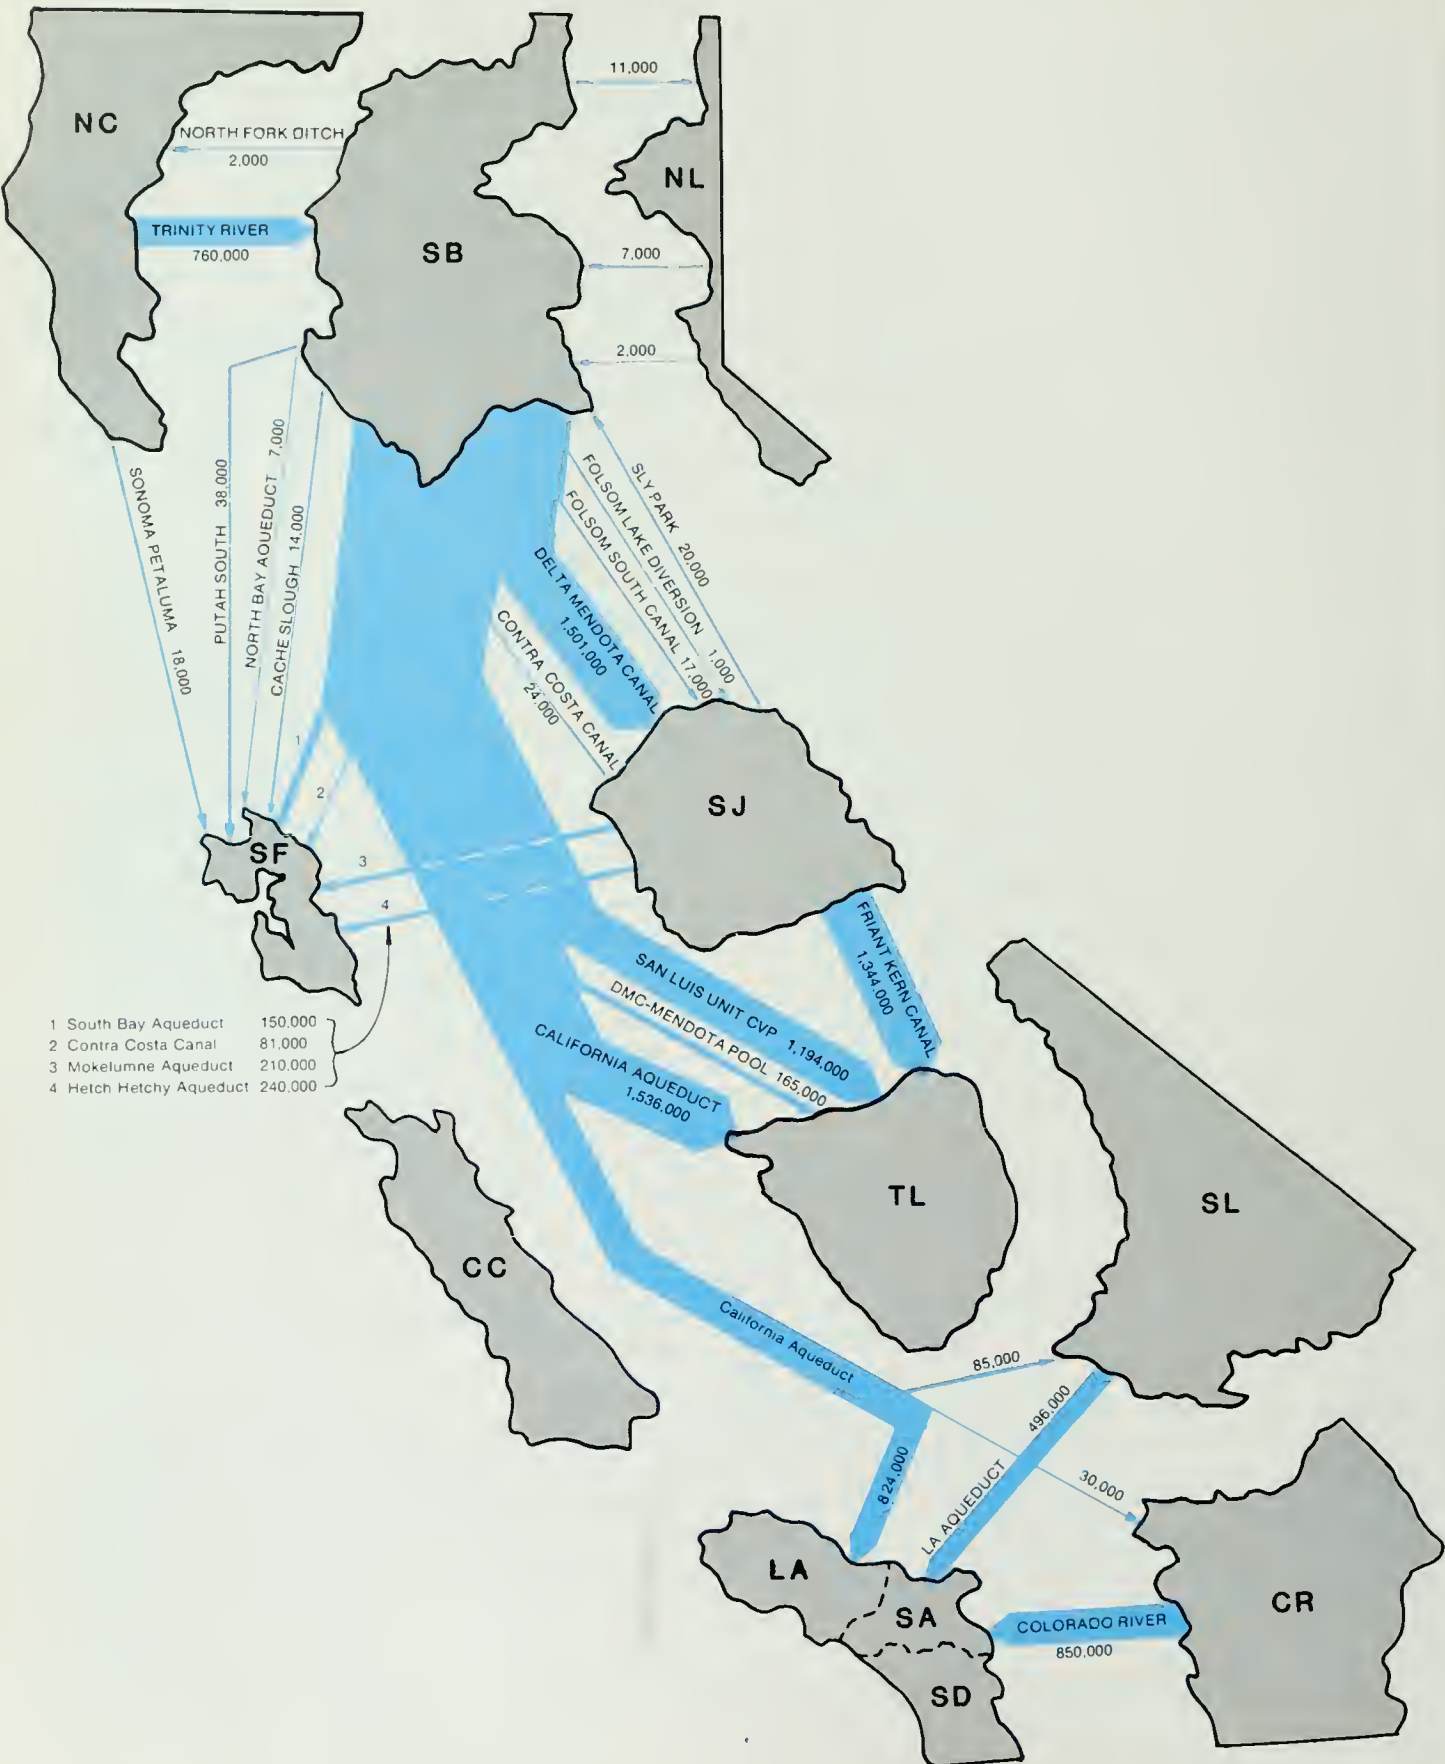 NC
NORTH FORK DITCH
2,000
TRINITY RIVER
760,000
SB
11,000
NL
7,000
2,000
SONOMA PETALUMA 18,000
PUTAH SOUTH 38,000
NORTH BAY AQUEDUCT 7,000
CACHE SLOUGH 14,000
SLY PARK 20,000
FOLSOM LAKE DIVERSION 1,000
FOLSOM SOUTH CANAL 17,000
DELTA MENDOTA CANAL
1,501,000
CONTRA COSTA CANAL
24,000
1
2
SF
3
4
SJ
FRIANT KERN CANAL
1,344,000
SAN LUIS UNIT CVP 1,194,000
DMC-MENDOTA POOL 165,000
CALIFORNIA AQUEDUCT
1,536,000
1 South Bay Aqueduct 150,000
2 Contra Costa Canal 81,000
3 Mokelumne Aqueduct 210,000
4 Hetch Hetchy Aqueduct 240,000
CC
TL
SL
California Aqueduct
85,000
496,000
LA AQUEDUCT
824,000
30,000
LA
SA
SD
COLORADO RIVER
850,000
CR